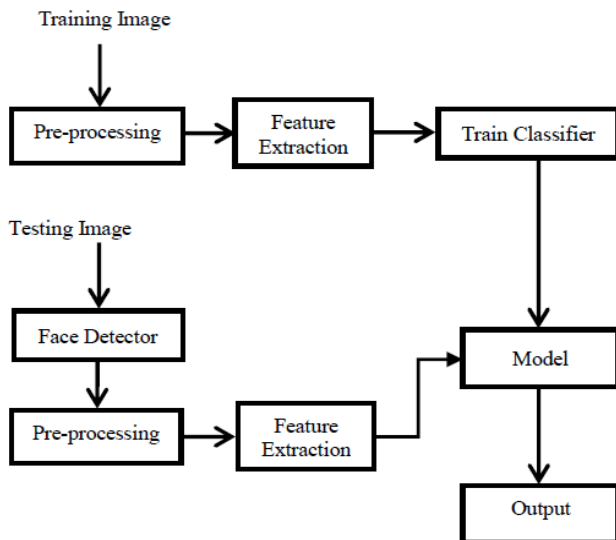 Training Image
Pre-processing
Feature
Extraction
Train Classifier
Testing Image
Face Detector
Model
Pre-processing
Feature
Extraction
Output